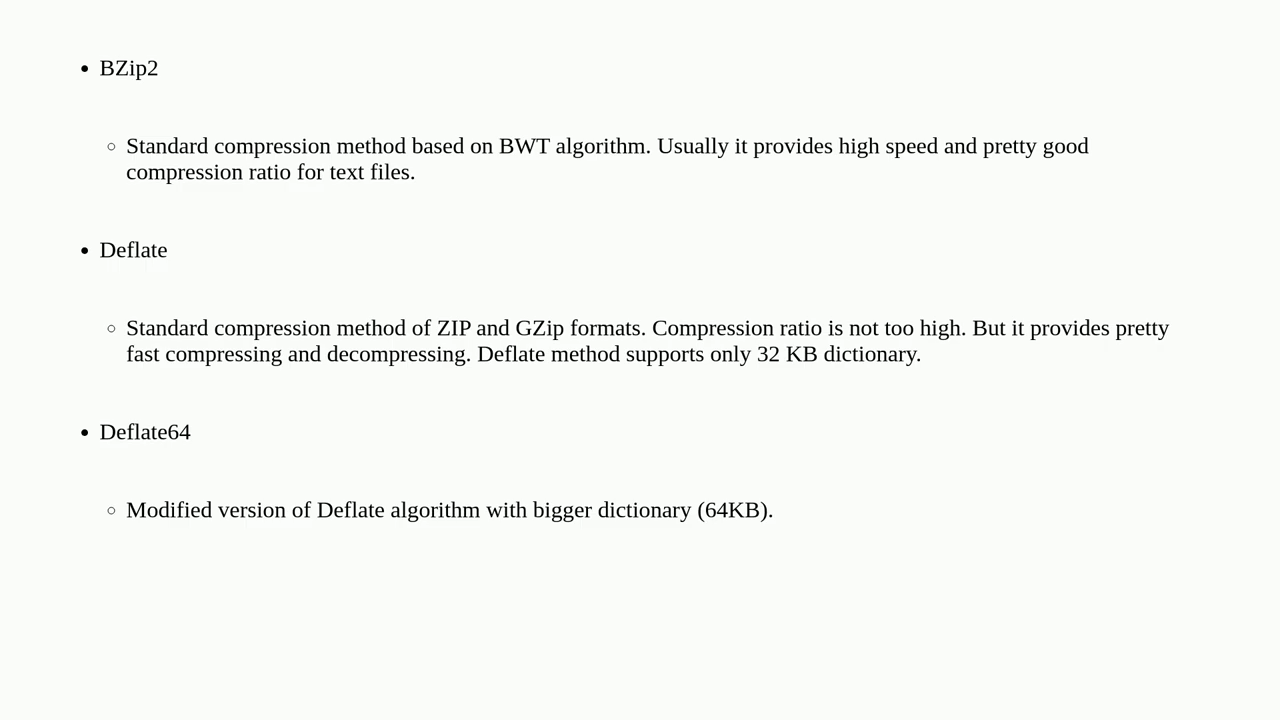 • BZip2
◦ Standard compression method based on BWT algorithm. Usually it provides high speed and pretty good
compression ratio for text files.
• Deflate
◦ Standard compression method of ZIP and GZip formats. Compression ratio is not too high. But it provides pretty
fast compressing and decompressing. Deflate method supports only 32 KB dictionary.
• Deflate64
◦ Modified version of Deflate algorithm with bigger dictionary (64KB).